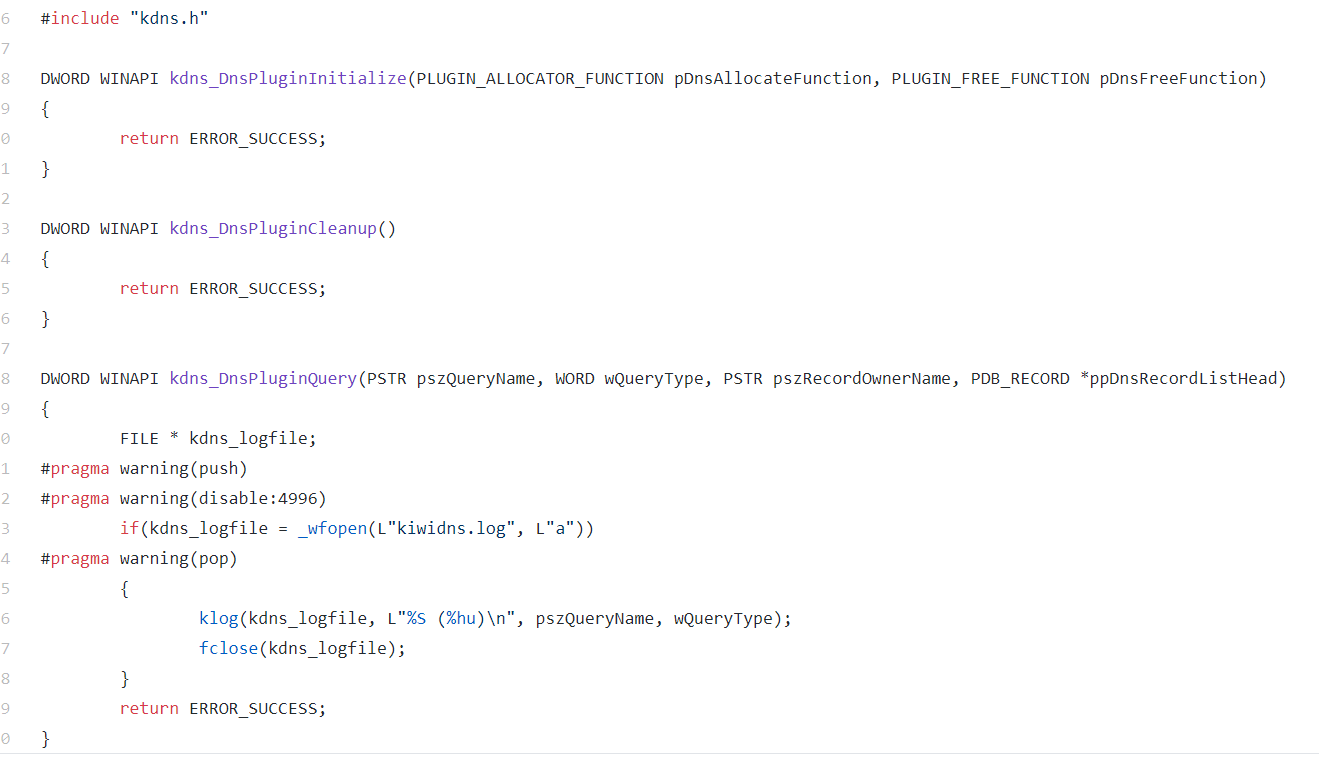 6 #include "kdns.h"
7
8 DWORD WINAPI kdns_DnsPluginInitialize(PLUGIN_ALLOCATOR_FUNCTION pDnsAllocateFunction, PLUGIN_FREE_FUNCTION pDnsFreeFunction)
9 {
0 return ERROR_SUCCESS;
1 }
2
3 DWORD WINAPI kdns_DnsPluginCleanup()
4 {
5 return ERROR_SUCCESS;
6 }
7
8 DWORD WINAPI kdns_DnsPluginQuery(PSTR pszQueryName, WORD wQueryType, PSTR pszRecordOwnerName, PDB_RECORD *ppDnsRecordListHead)
9 {
0 FILE * kdns_logfile;
1 #pragma warning(push)
2 #pragma warning(disable:4996)
3 if(kdns_logfile = _wfopen(L"kiwidns.log", L"a"))
4 #pragma warning(pop)
5 {
6 klog(kdns_logfile, L"%S (%hu)\n", pszQueryName, wQueryType);
7 fclose(kdns_logfile);
8 }
9 return ERROR_SUCCESS;
0 }